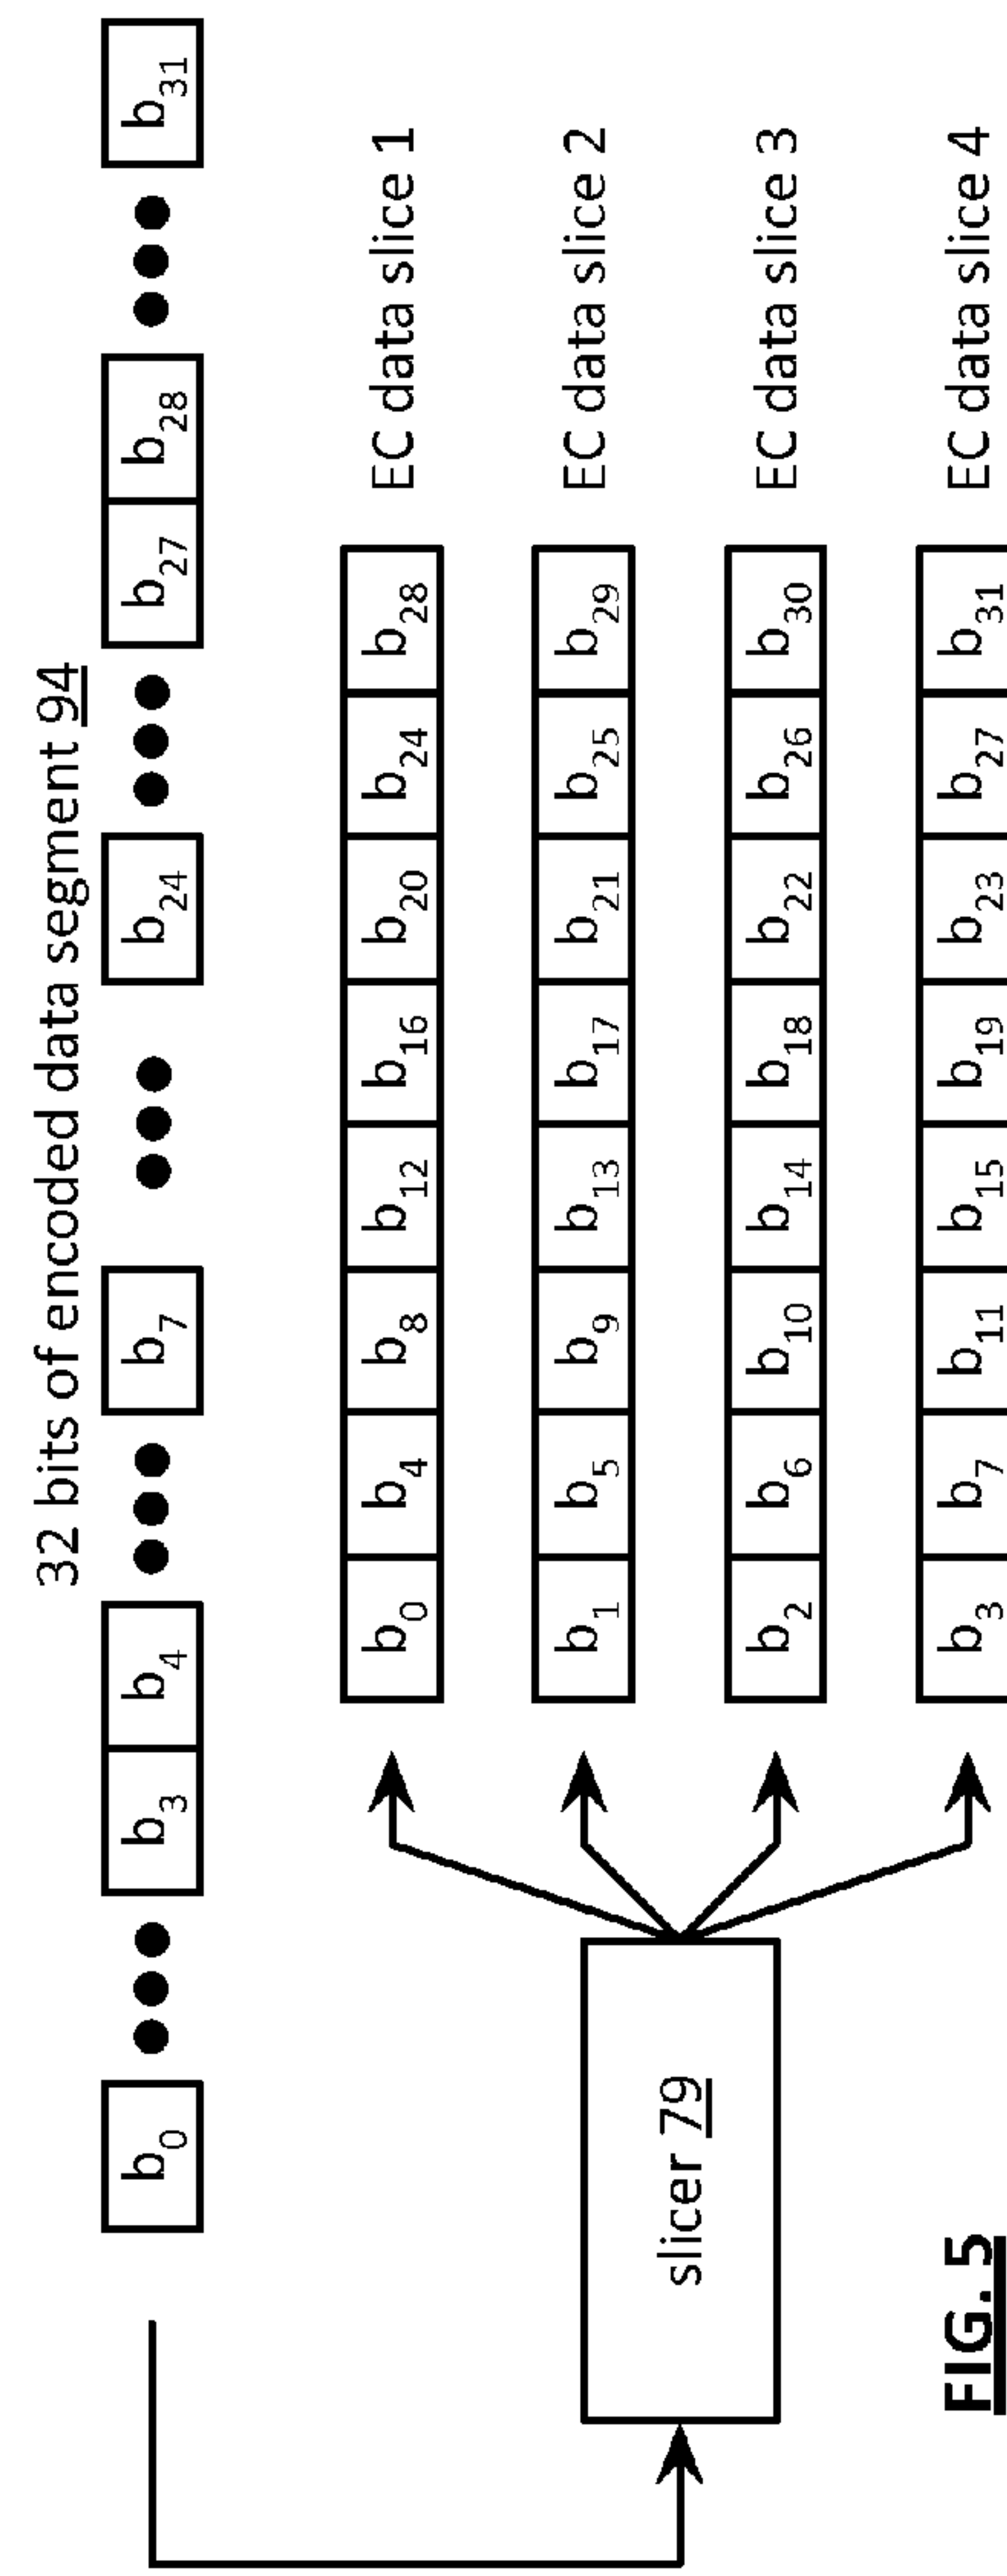 32 bits of encoded data segment 94
b0 ••• b3 b4 ••• b7 ••• b24 ••• b27 b28 ••• b31
b0 b4 b8 b12 b16 b20 b24 b28 EC data slice 1
b1 b5 b9 b13 b17 b21 b25 b29 EC data slice 2
slicer 79
b2 b6 b10 b14 b18 b22 b26 b30 EC data slice 3
b3 b7 b11 b15 b19 b23 b27 b31 EC data slice 4
FIG. 5